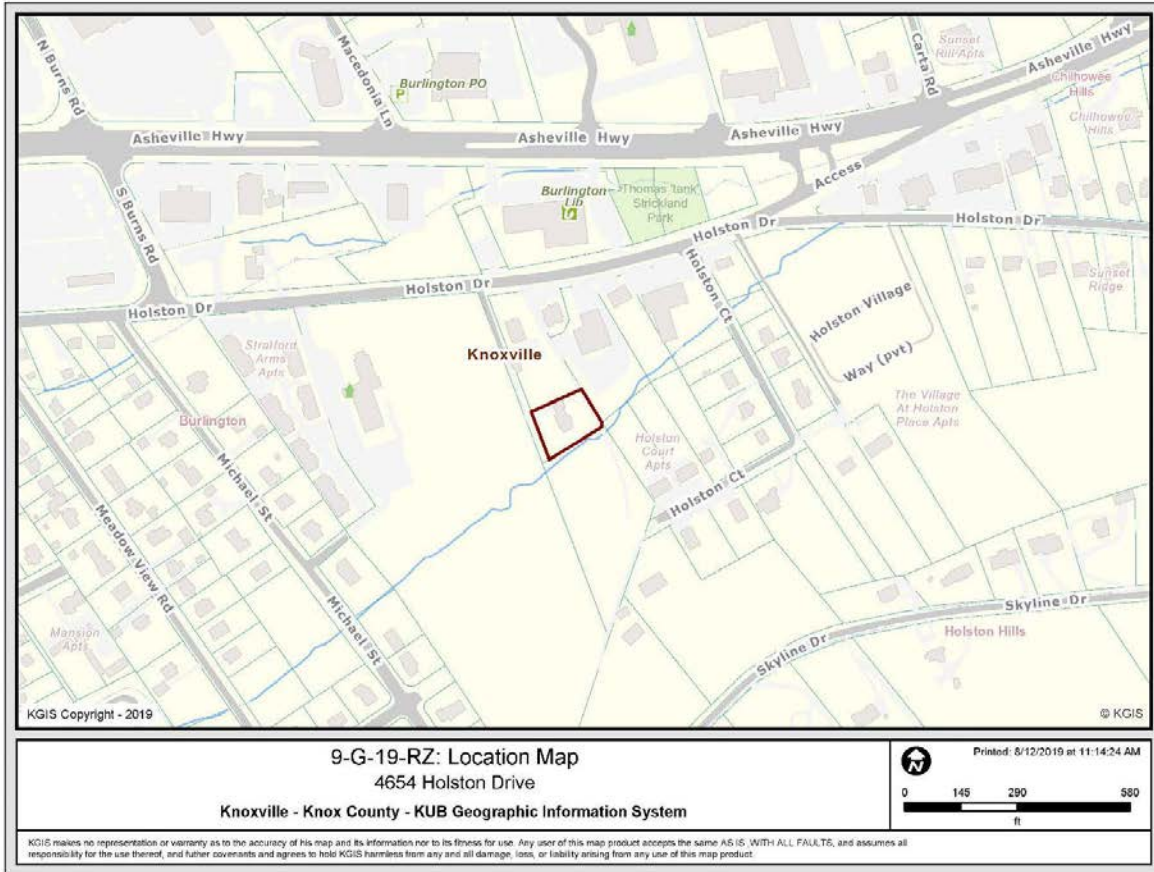 N Burns Rd
Macedonia Ln
Burlington PO
P
Carta Rd
Sunset
Rill Apts
Asheville Hwy
Chilhowee
Hills
Chilhowee
Hills
Asheville Hwy
Asheville Hwy
Asheville Hwy
S Burns Rd
Burlington
Lib
Thomas 'tank'
Strickland
Park
Access
Holston Dr
Holston Dr
Holston Dr
Holston Dr
Holston Ct
Sunset
Ridge
Holston Village
Way (pvt)
Stratford
Arms
Apts
Knoxville
Burlington
The Village
At Holston
Place Apts
Holston
Court
Apts
Holston Ct
Michael St
Meadow View Rd
Mansion
Apts
Michael St
Skyline Dr
Skyline Dr
Holston Hills
KGIS Copyright - 2019
© KGIS
9-G-19-RZ: Location Map
4654 Holston Drive
Knoxville - Knox County - KUB Geographic Information System
N
Printed: 8/12/2019 at 11:14:24 AM
0 145 290 580
ft
KGIS makes no representation or warranty as to the accuracy of his map and its information nor to its fitness for use. Any user of this map product accepts the same AS IS ,WITH ALL FAULTS, and assumes all
responsibility for the use thereof, and futher covenants and agrees to hold KGIS harmless from any and all damage, loss, or liability arising from any use of this map product.